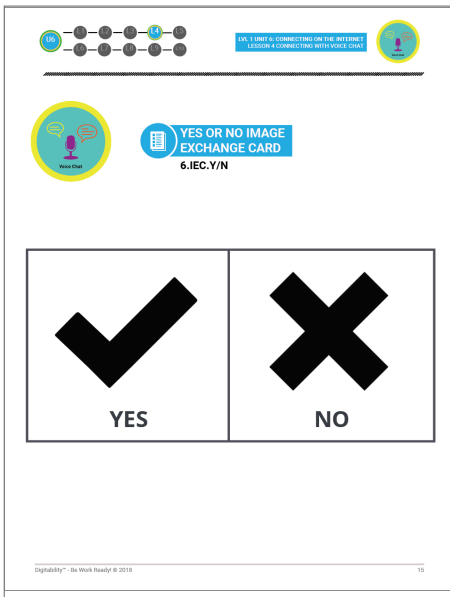 U6
L1 L2 L3 L4 L5
L6 L7 L8 L9 L10
LVL 1 UNIT 6: CONNECTING ON THE INTERNET
LESSON 4 CONNECTING WITH VOICE CHAT
Voice Chat
YES OR NO IMAGE
EXCHANGE CARD
6.IEC.Y/N
YES
NO
Digitability™ - Be Work Ready! © 2018
15